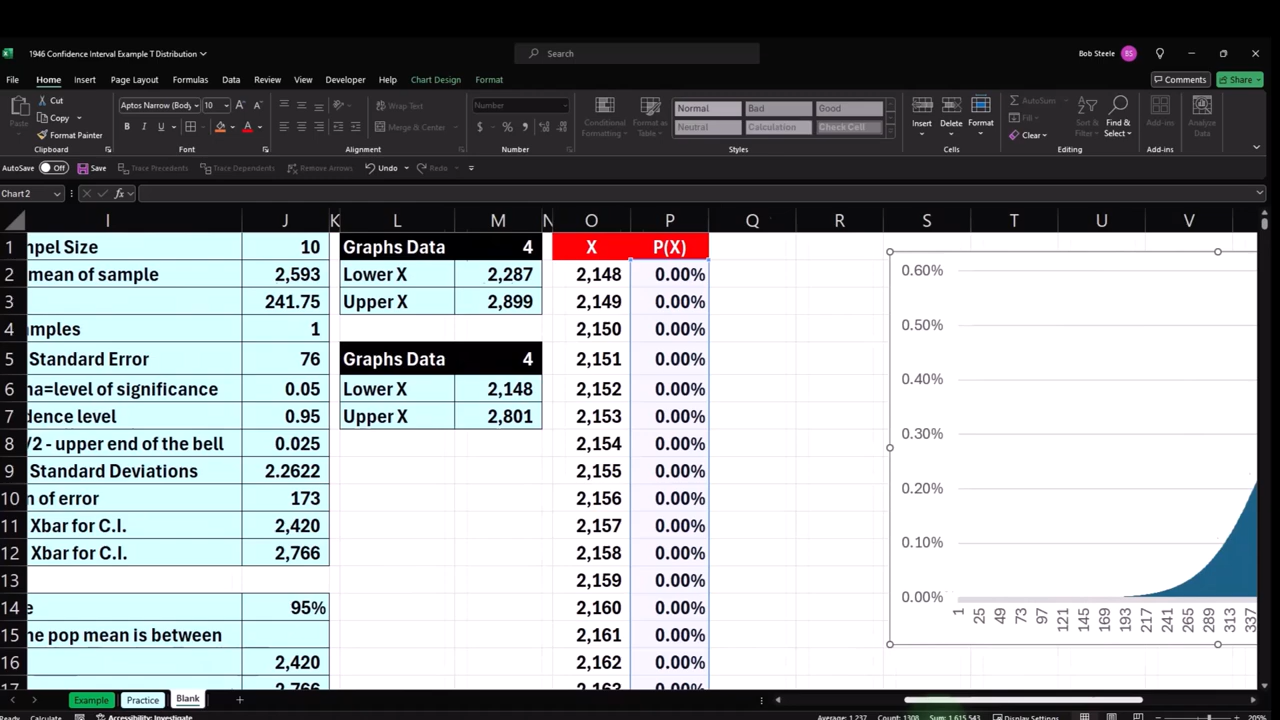 1946 Confidence Interval Example T Distribution
Search
Bob Steele BS
File Home Insert Page Layout Formulas Data Review View Developer Help Chart Design Format
Comments Share
Paste Cut Copy Format Painter
Clipboard
Aptos Narrow (Body) 10
Font
Wrap Text Merge & Center
Alignment
Number
Number
Conditional Formatting Format as Table
Normal Bad Good
Neutral Calculation Check Cell
Styles
Insert Delete Format
Cells
AutoSum Fill Clear Sort & Filter Find & Select
Editing
Add-ins
Add-ins
Analyze Data
AutoSave Off Save Trace Precedents Trace Dependents Remove Arrows Undo Redo
Chart2 fx
I J K L M N O P Q R S T U V
1 mpel Size 10 Graphs Data 4 X P(X)
2 mean of sample 2,593 Lower X 2,287 2,148 0.00%
3 241.75 Upper X 2,899 2,149 0.00%
4 mples 1 2,150 0.00%
5 Standard Error 76 Graphs Data 4 2,151 0.00%
6 na=level of significance 0.05 Lower X 2,148 2,152 0.00%
7 dence level 0.95 Upper X 2,801 2,153 0.00%
8 /2 - upper end of the bell 0.025 2,154 0.00%
9 Standard Deviations 2.2622 2,155 0.00%
10 n of error 173 2,156 0.00%
11 Xbar for C.I. 2,420 2,157 0.00%
12 Xbar for C.I. 2,766 2,158 0.00%
13 2,159 0.00%
14 e 95% 2,160 0.00%
15 he pop mean is between 2,161 0.00%
16 2,420 2,162 0.00%
17 2,766 2,163 0.00%
0.60%
0.50%
0.40%
0.30%
0.20%
0.10%
0.00%
1 25 49 73 97 121 145 169 193 217 241 265 289 313 337
Example Practice Blank
Ready Calculate Accessibility: Investigate Average: 1,237 Count: 1308 Sum: 1,615,543 Display Settings 205%